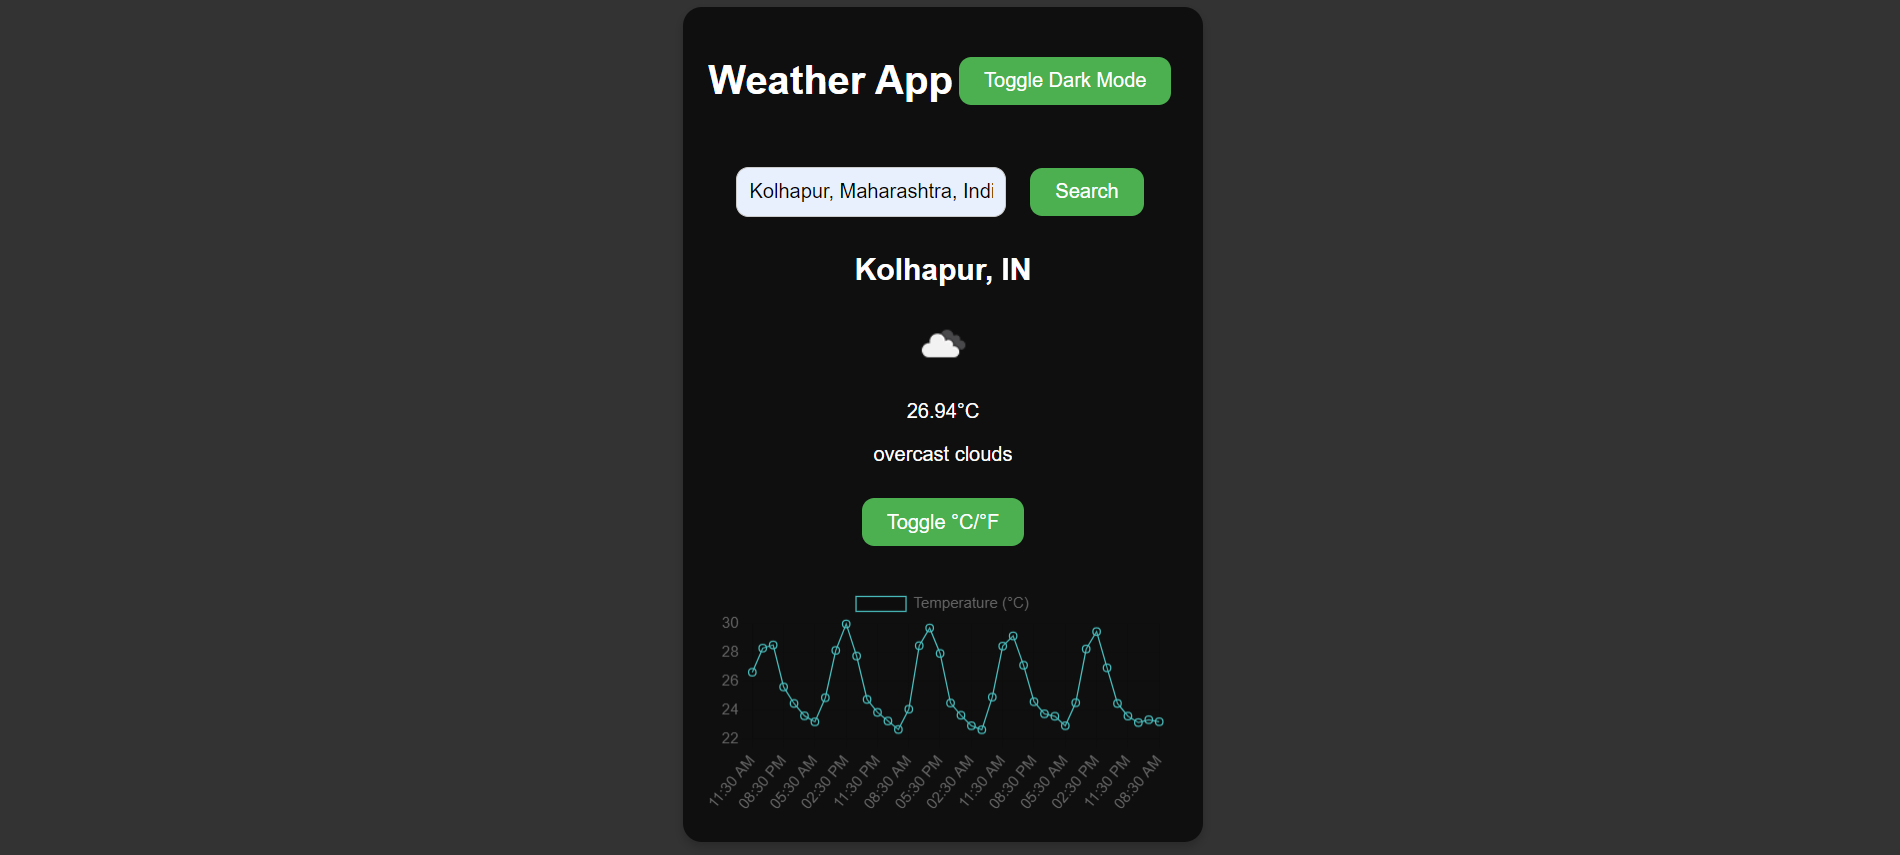 Weather App Toggle Dark Mode
Kolhapur, Maharashtra, Indi Search
Kolhapur, IN
26.94°C
overcast clouds
Toggle °C/°F
Temperature (°C)
30
28
26
24
22
11:30 AM
08:30 PM
05:30 AM
02:30 PM
11:30 PM
08:30 AM
05:30 PM
02:30 AM
11:30 AM
08:30 PM
05:30 AM
02:30 PM
11:30 PM
08:30 AM